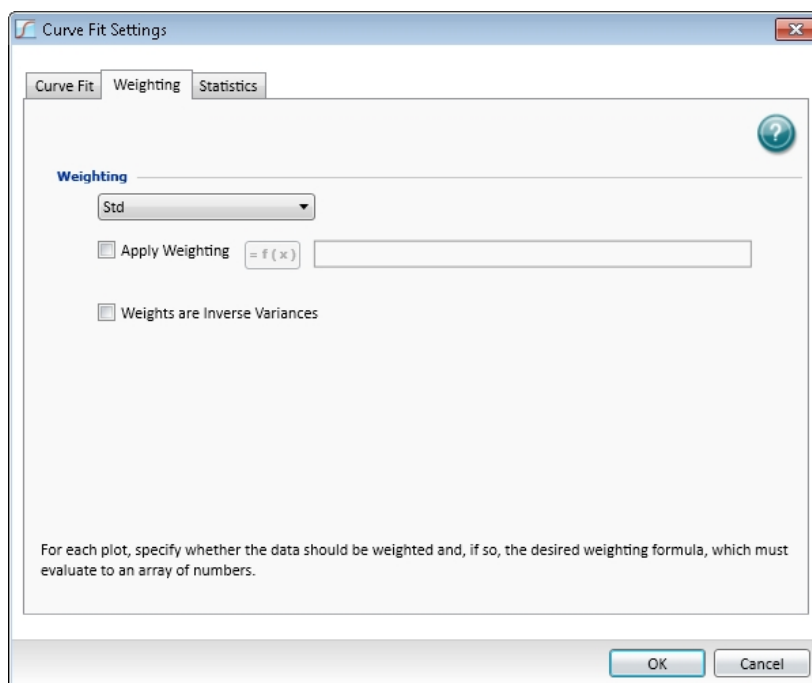 Curve Fit Settings
Curve Fit Weighting Statistics
?
Weighting
Std
Apply Weighting = f ( x )
Weights are Inverse Variances
For each plot, specify whether the data should be weighted and, if so, the desired weighting formula, which must
evaluate to an array of numbers.
OK Cancel